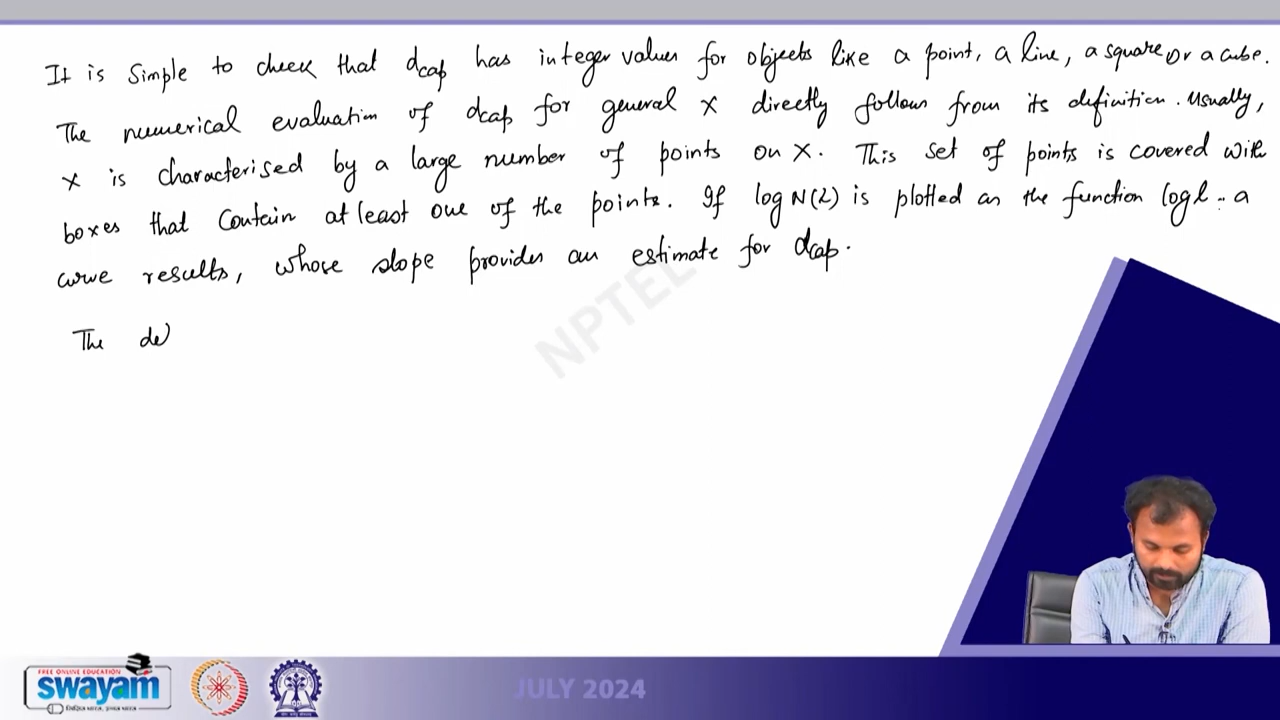 It is simple to check that dcap has integer values for objects like a point, a line, a square or a cube.
The numerical evaluation of dcap for general X directly follows from its definition. Usually,
X is characterised by a large number of points on X. This set of points is covered with
boxes that contain at least one of the points. If log N(L) is plotted as the function log l .. a
curve results, whose slope provides an estimate for dcap.
The de
NPTEL
FREE ONLINE EDUCATION
swayam
JULY 2024